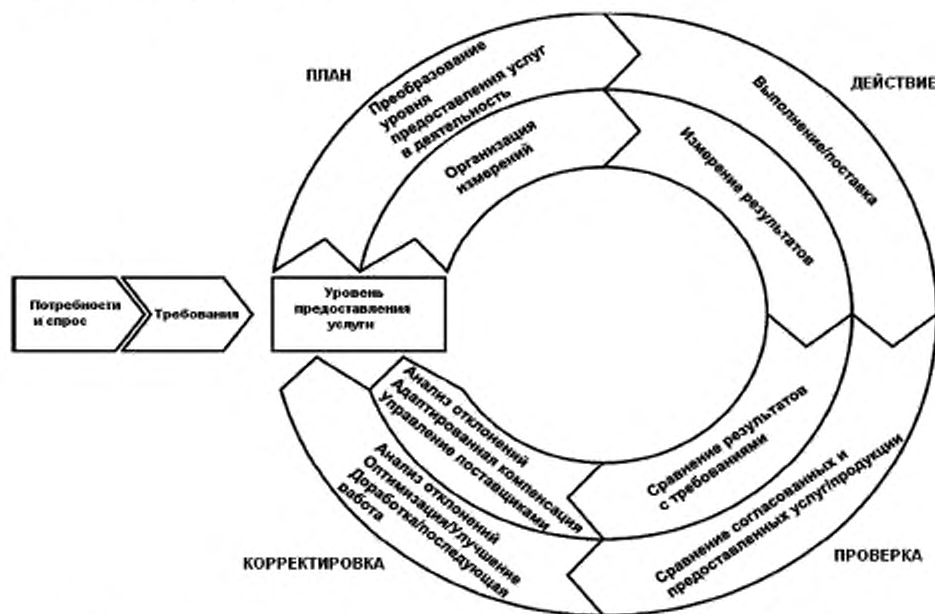 ПЛАН
Преобразование
уровня
предоставления услуг
в деятельность
Организация
измерений
ДЕЙСТВИЕ
Выполнение/поставка
Измерение результатов
Потребности
и спрос
Требования
Уровень
предоставления
услуги
Анализ отклонений
Адаптированная компенсация
Управление поставщиками
Анализ отклонений
Оптимизация/Улучшение
Доработка/последующая
работа
КОРРЕКТИРОВКА
Сравнение результатов
с требованиями
Сравнение согласованных и
предоставленных услуг/продукции
ПРОВЕРКА